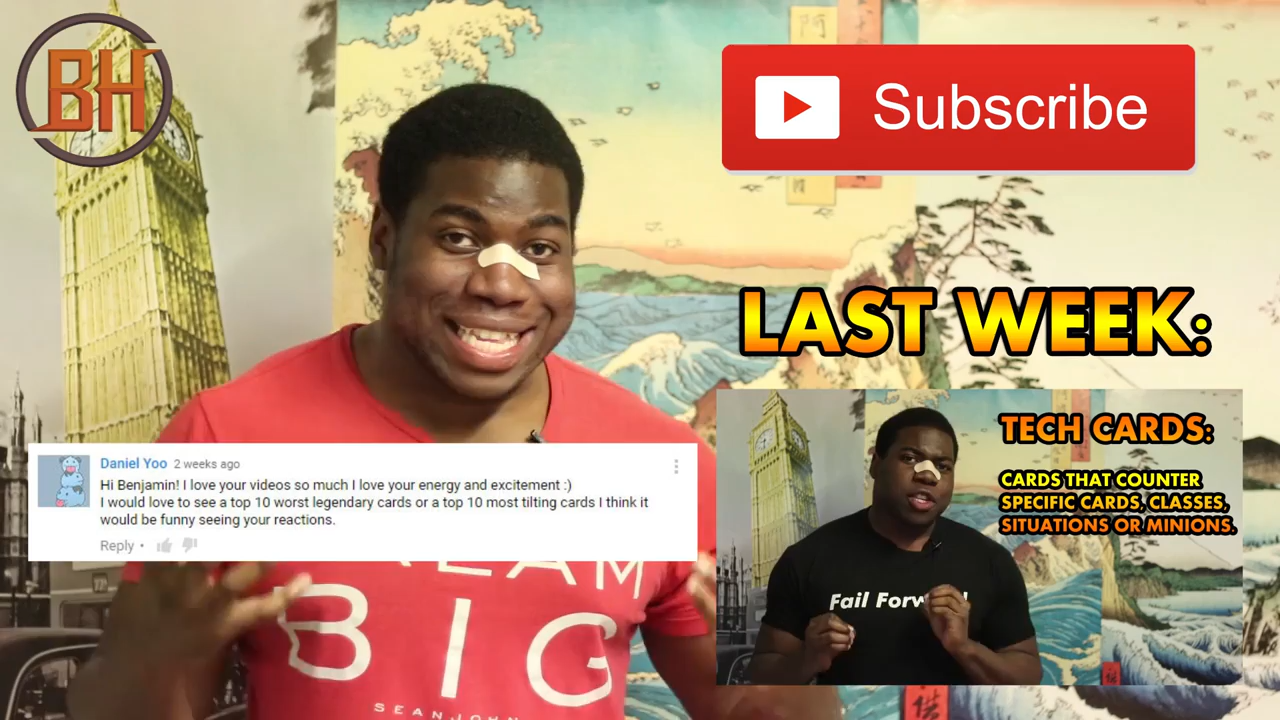 BH
Subscribe
LAST WEEK:
TECH CARDS:
CARDS THAT COUNTER
SPECIFIC CARDS, CLASSES,
SITUATIONS OR MINIONS.
Fail
Daniel Yoo 2 weeks ago
Hi Benjamin! I love your videos so much I love your energy and excitement :)
I would love to see a top 10 worst legendary cards or a top 10 most tilting cards I think it
would be funny seeing your reactions.
Reply •
BIG
SEANJOHN